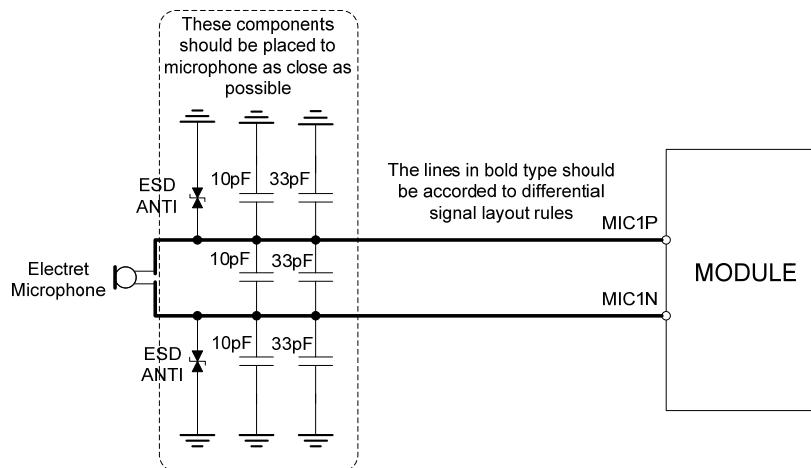 These components
should be placed to
microphone as close as
possible
10pF 33pF
ESD
ANTI
The lines in bold type should
be accorded to differential
signal layout rules
MIC1P
10pF 33pF
Electret
Microphone
MODULE
MIC1N
10pF 33pF
ESD
ANTI